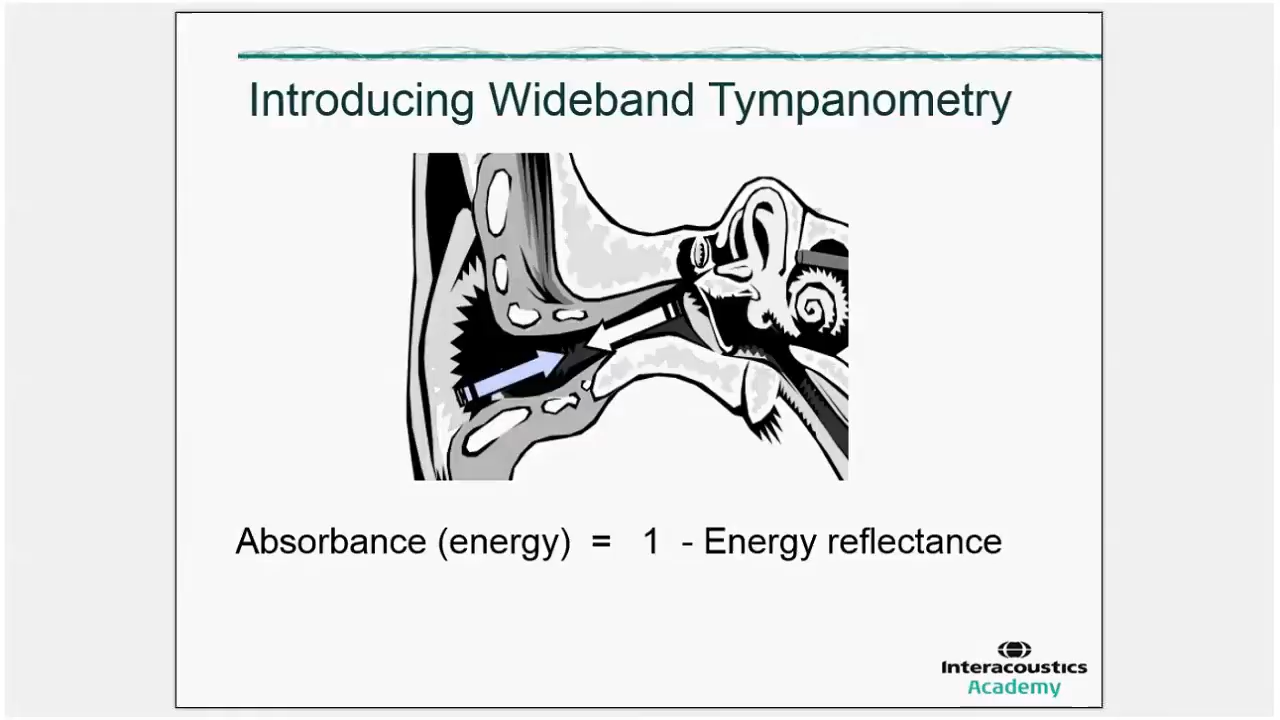 Introducing Wideband Tympanometry
Absorbance (energy) = 1 - Energy reflectance
Interacoustics
Academy